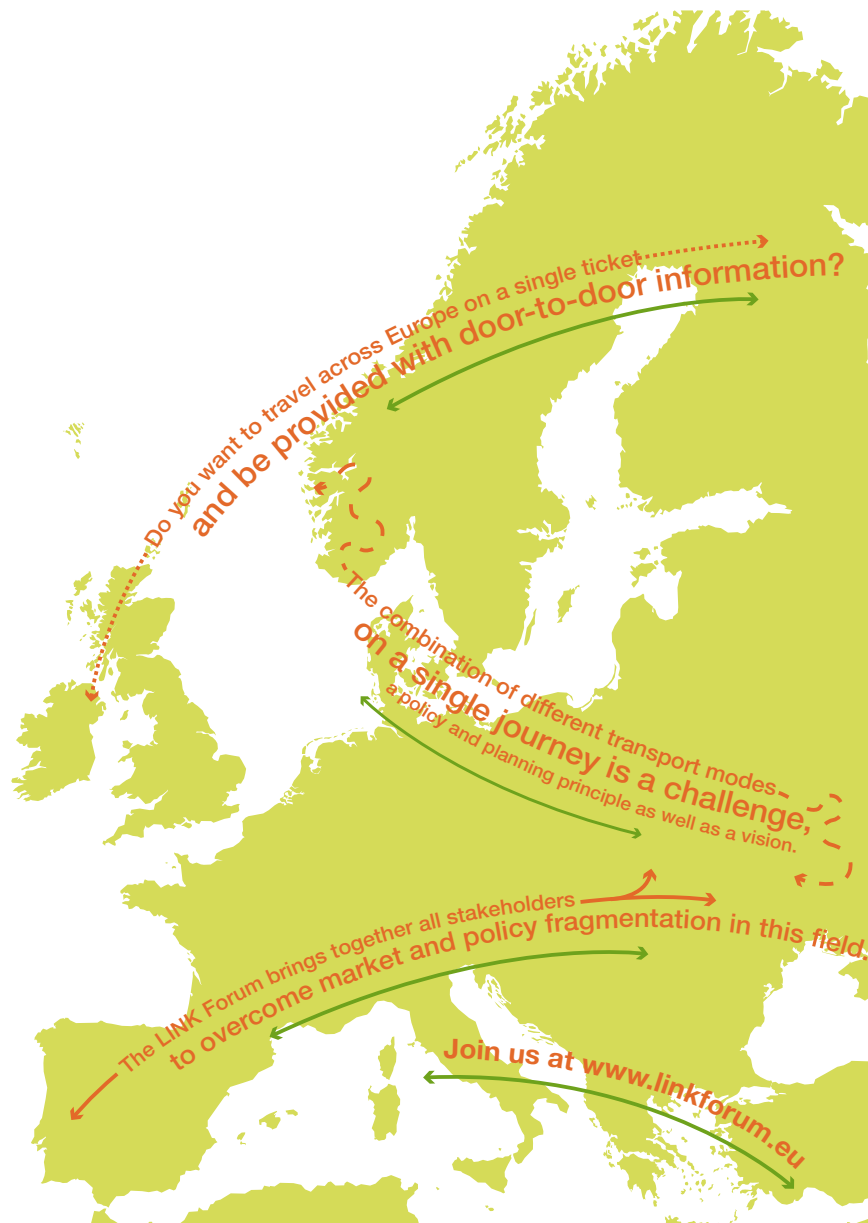 Do you want to travel across Europe on a single ticket
and be provided with door-to-door information?
The combination of different transport modes
on a single journey is a challenge,
a policy and planning principle as well as a vision.
The LINK Forum brings together all stakeholders
to overcome market and policy fragmentation in this field.
Join us at www.linkforum.eu